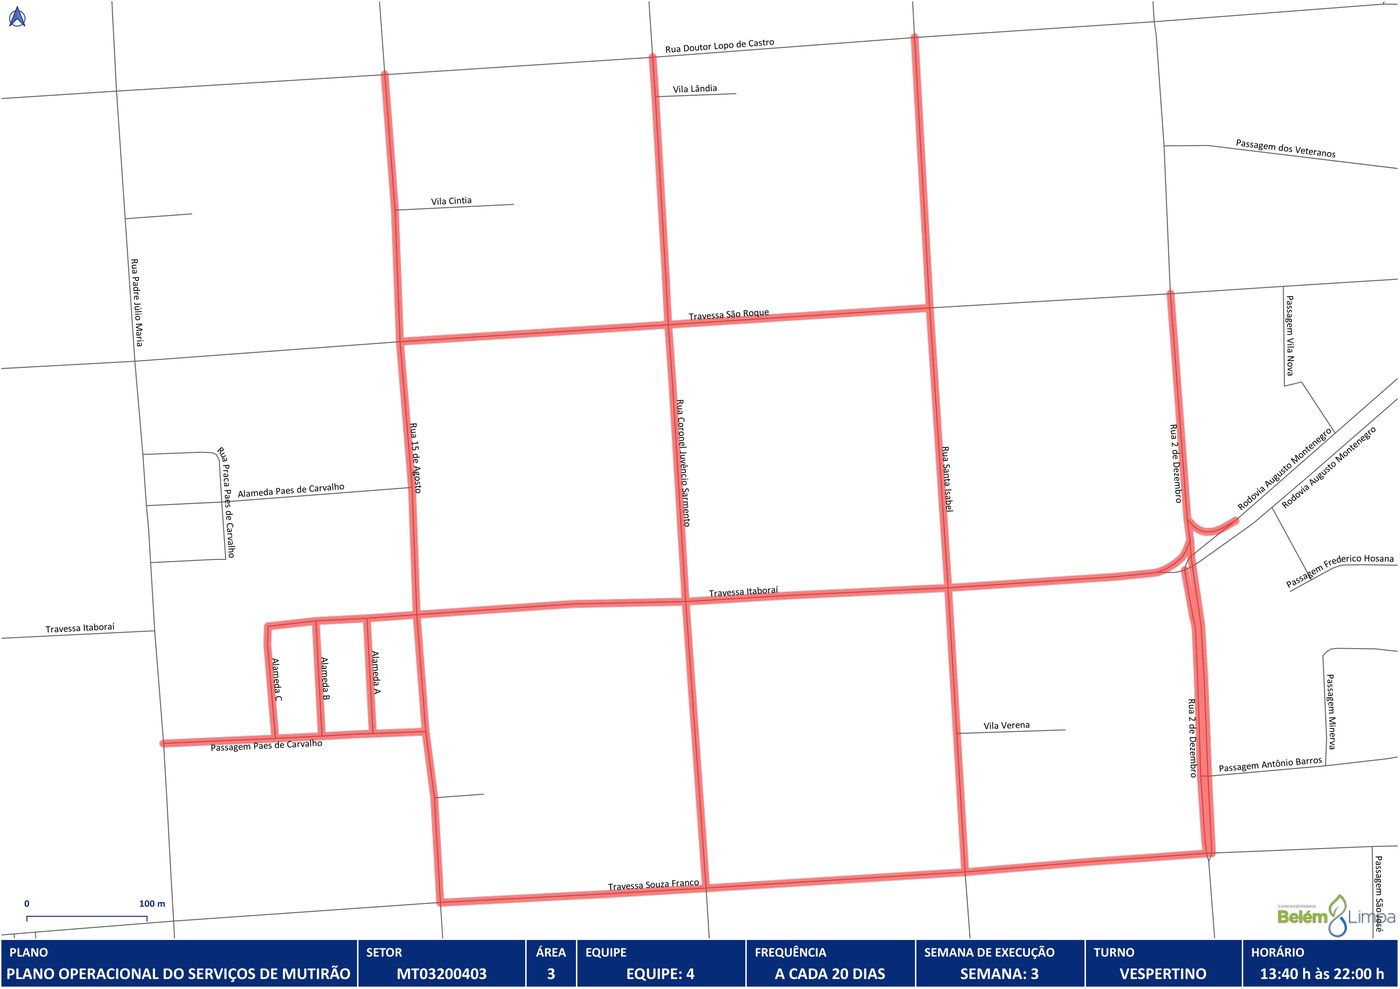 Rua Doutor Lopo de Castro
Vila Lândia
Passagem dos Veteranos
Vila Cintia
Rua Padre Júlio Maria
Travessa São Roque
Passagem Vila Nova
Rua 15 de Agosto
Rua Coronel Juvêncio Sarmento
Rua Santa Isabel
Rua 2 de Dezembro
Rodovia Augusto Montenegro
Rodovia Augusto Montenegro
Rua Praca Paes de Carvalho
Alameda Paes de Carvalho
Passagem Frederico Hosana
Travessa Itaboraí
Travessa Itaboraí
Alameda C
Alameda B
Alameda A
Passagem Paes de Carvalho
Vila Verena
Rua 2 de Dezembro
Passagem Minerva
Passagem Antônio Barros
Travessa Souza Franco
Passagem São José
0 100 m
CONCESSIONÁRIA
Belém Limpa
PLANO
PLANO OPERACIONAL DO SERVIÇOS DE MUTIRÃO
SETOR
MT03200403
ÁREA
3
EQUIPE
EQUIPE: 4
FREQUÊNCIA
A CADA 20 DIAS
SEMANA DE EXECUÇÃO
SEMANA: 3
TURNO
VESPERTINO
HORÁRIO
13:40 h às 22:00 h